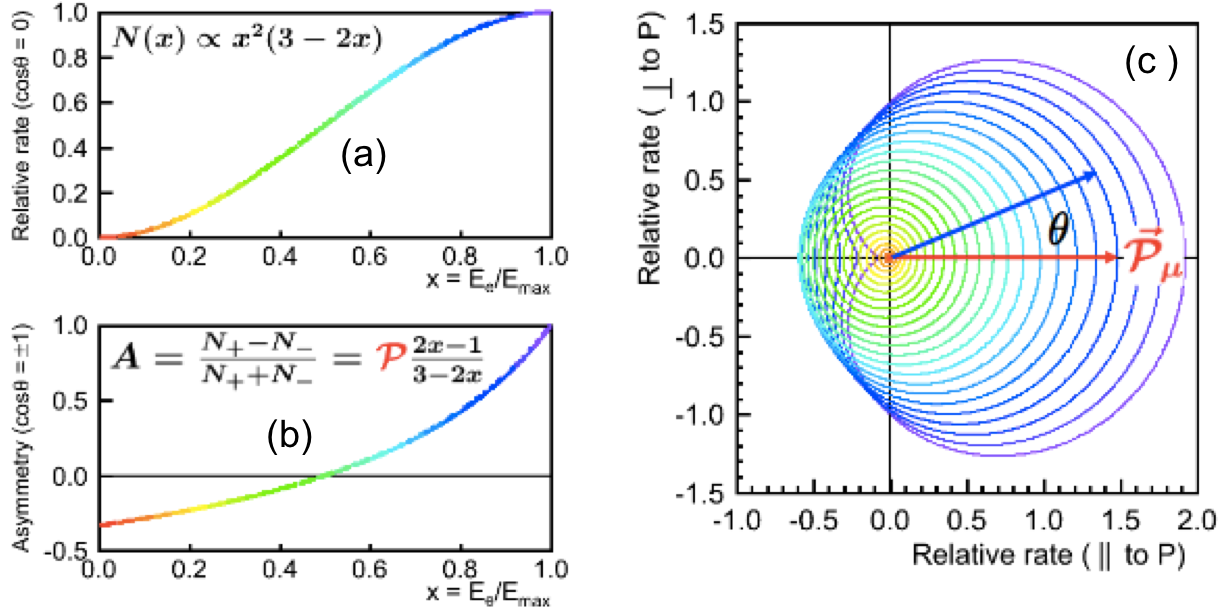 Relative rate (cosθ = 0)
1.0
0.8
0.6
0.4
0.2
0.0
N(x) ∝ x²(3 − 2x)
(a)
0.0 0.2 0.4 0.6 0.8 1.0
x = Eₑ/Eₘₐₓ
Asymmetry (cosθ = ±1)
1.0
0.5
0.0
-0.5
A = (N₊−N₋)/(N₊+N₋) = P (2x−1)/(3−2x)
(b)
0.0 0.2 0.4 0.6 0.8 1.0
x = Eₑ/Eₘₐₓ
Relative rate ( ⊥ to P)
1.5
1.0
0.5
0.0
-0.5
-1.0
-1.5
(c )
θ
P⃗μ
-1.0 -0.5 0.0 0.5 1.0 1.5 2.0
Relative rate ( || to P)